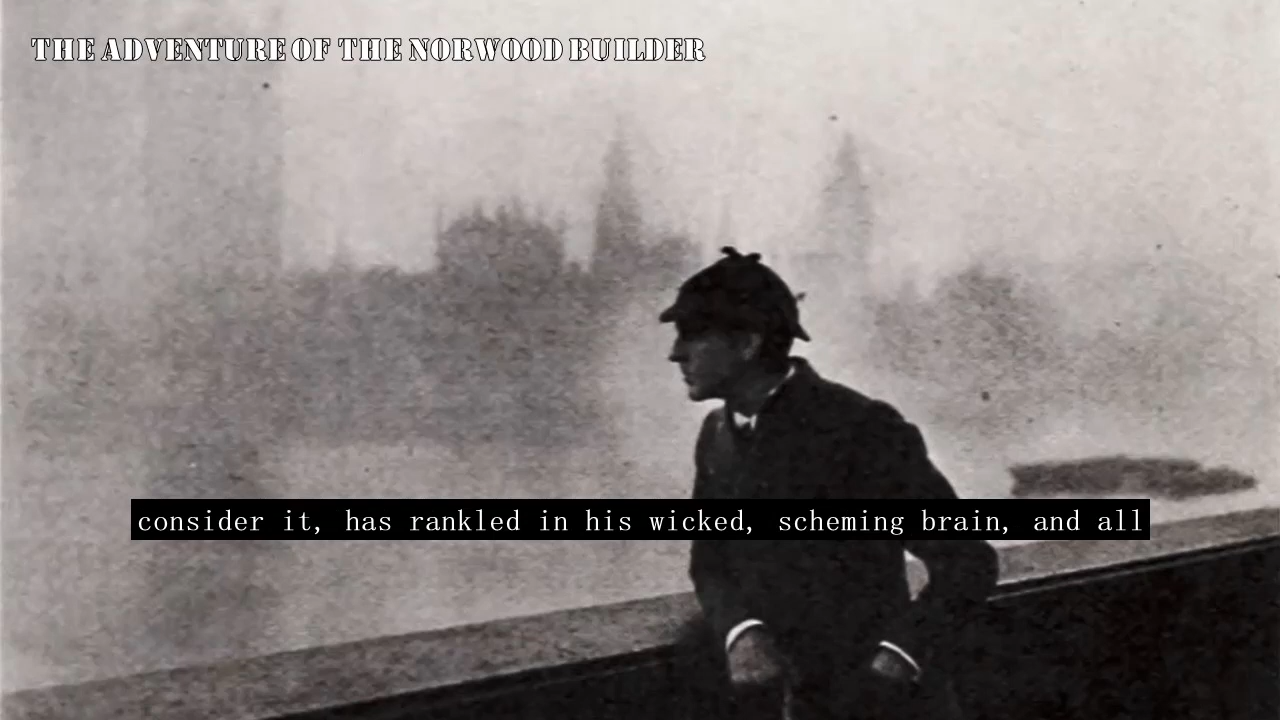 THE ADVENTURE OF THE NORWOOD BUILDER
consider it, has rankled in his wicked, scheming brain, and all